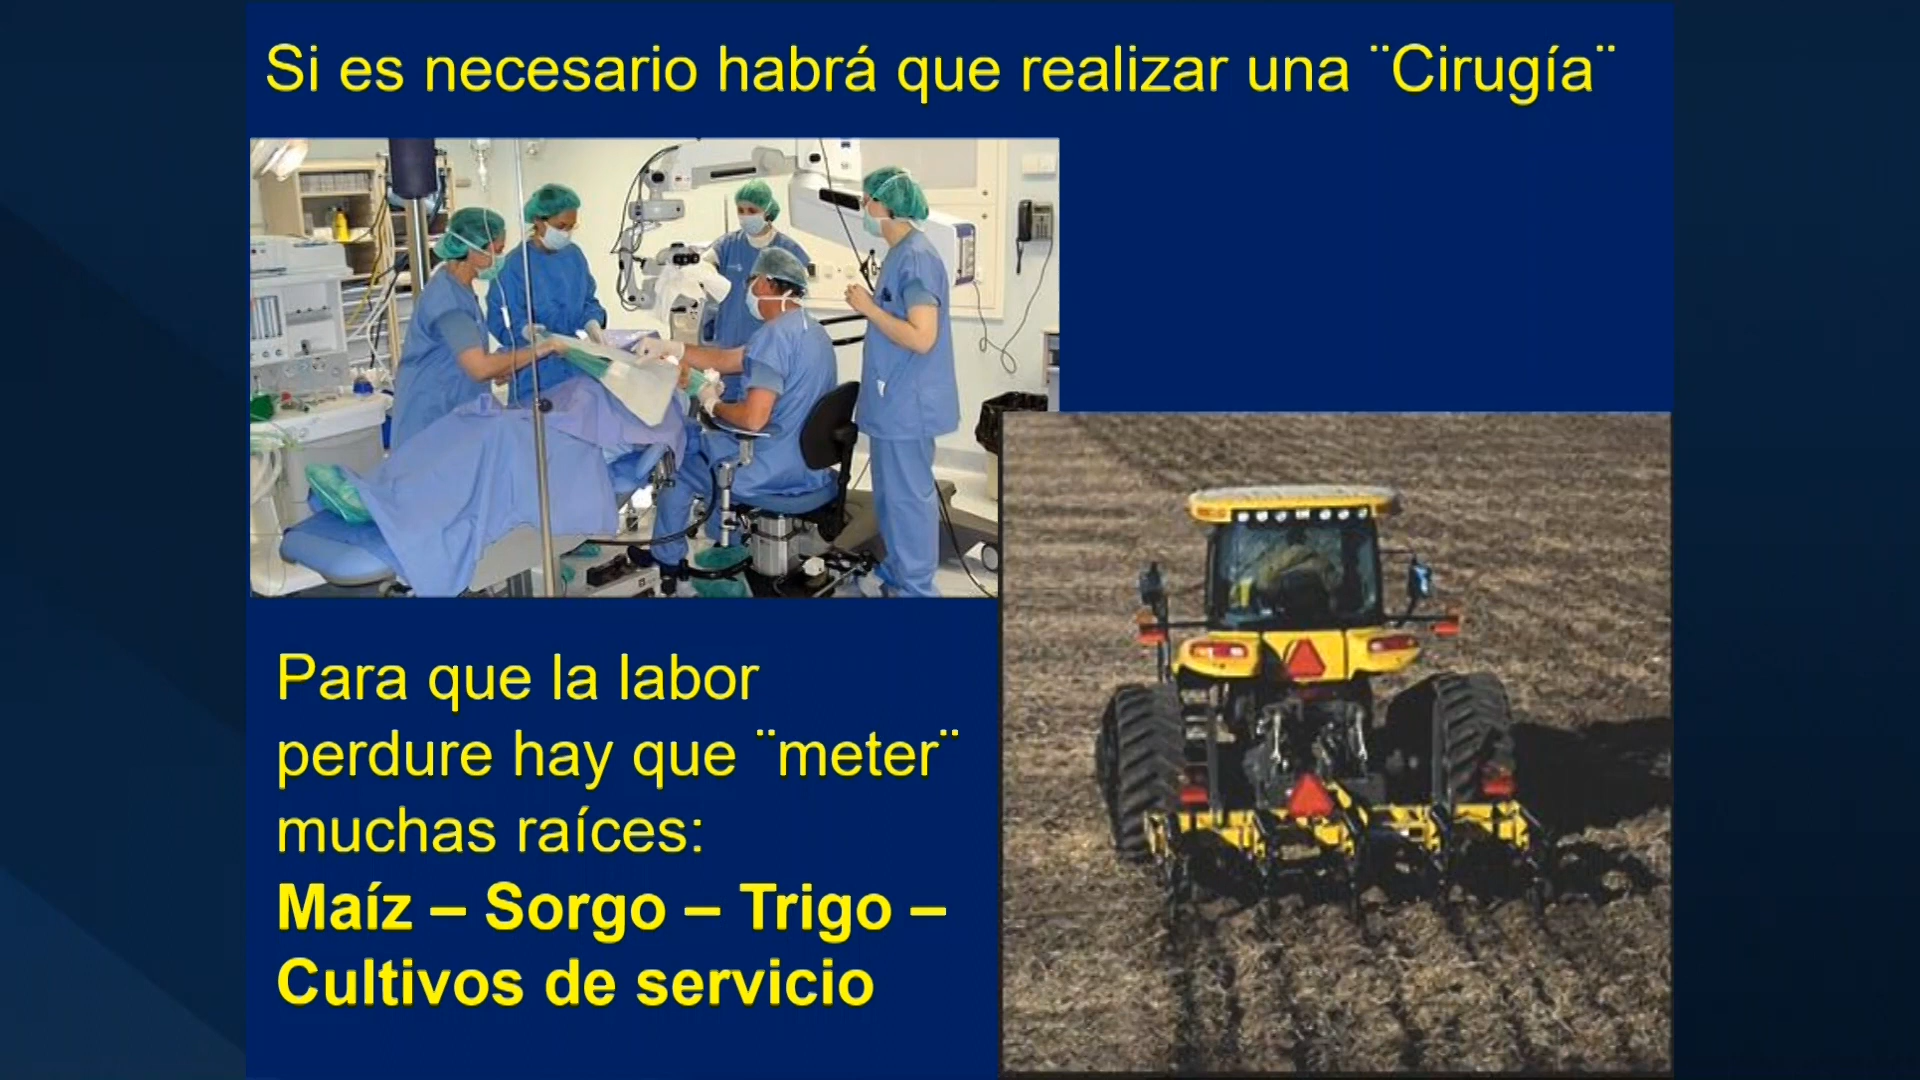 Si es necesario habrá que realizar una ¨Cirugía¨
Para que la labor
perdure hay que ¨meter¨
muchas raíces:
Maíz – Sorgo – Trigo –
Cultivos de servicio